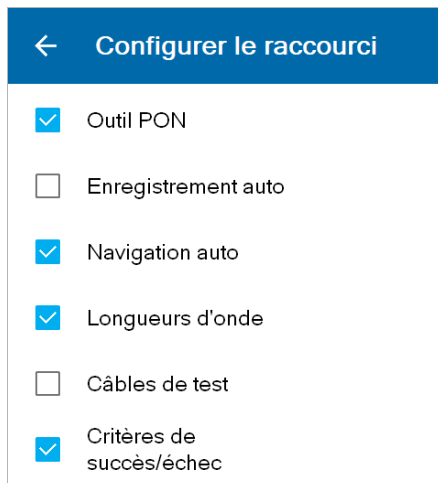 Configurer le raccourci
Outil PON
Enregistrement auto
Navigation auto
Longueurs d'onde
Câbles de test
Critères de
succès/échec